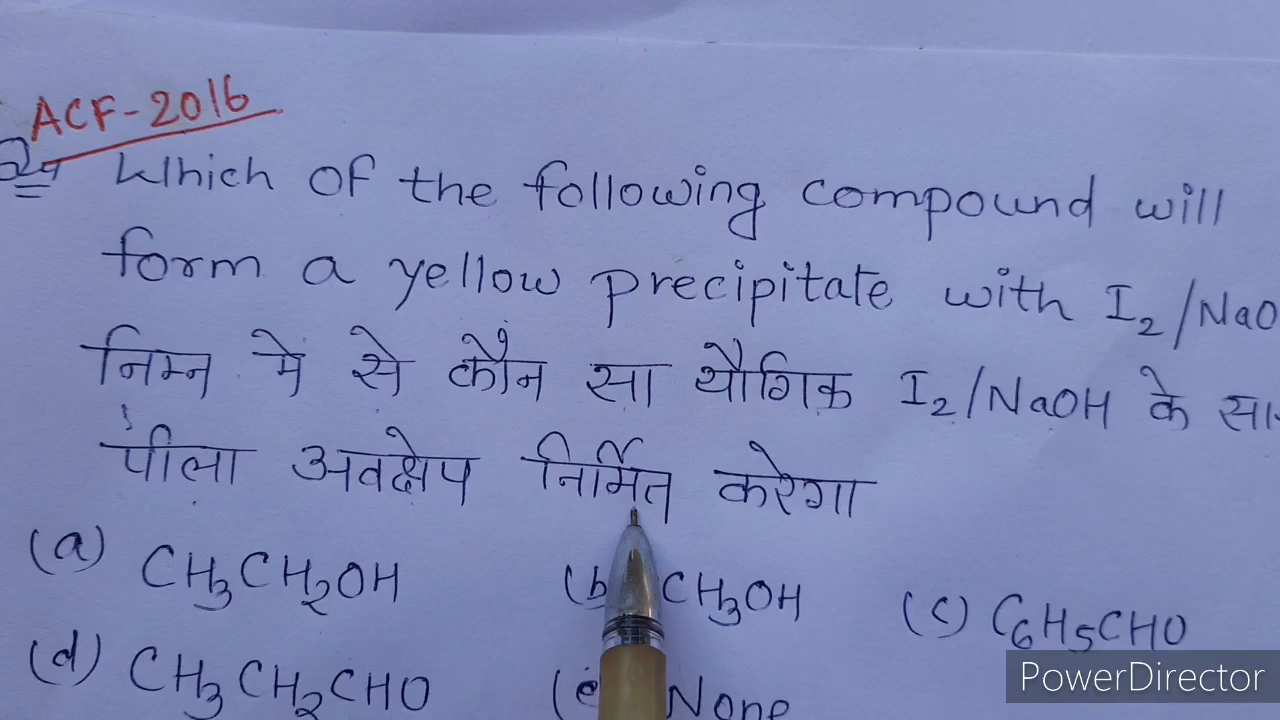 ACF-2016
Which of the following compound will
form a yellow precipitate with I₂/NaO
निम्न में से कौन सा यौगिक I₂/NaOH के सा
पीला अवक्षेप निर्मित करेगा
(a) CH₃CH₂OH (b) CH₃OH (c) C₆H₅CHO
(d) CH₃CH₂CHO (e) None
PowerDirector